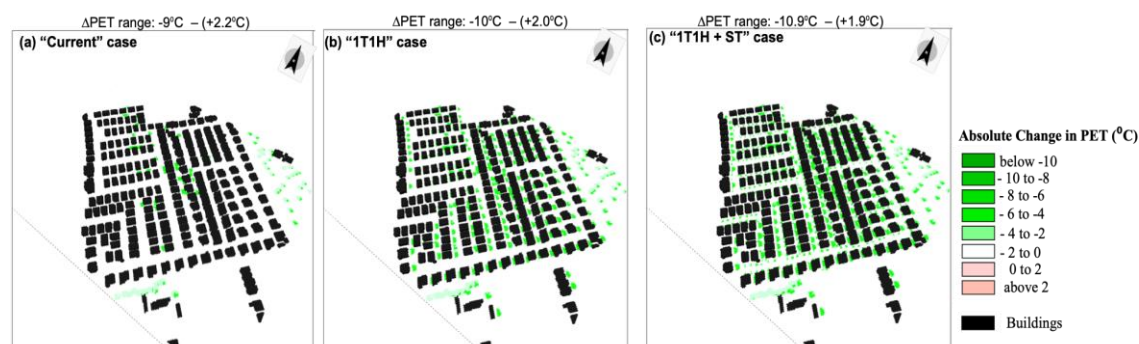 ΔPET range: -9ºC – (+2.2ºC)
ΔPET range: -10ºC – (+2.0ºC)
ΔPET range: -10.9ºC – (+1.9ºC)
(a) “Current” case
(b) “1T1H” case
(c) “1T1H + ST” case
Absolute Change in PET (⁰C)
below -10
- 10 to -8
- 8 to -6
- 6 to -4
- 4 to -2
- 2 to 0
0 to 2
above 2
Buildings